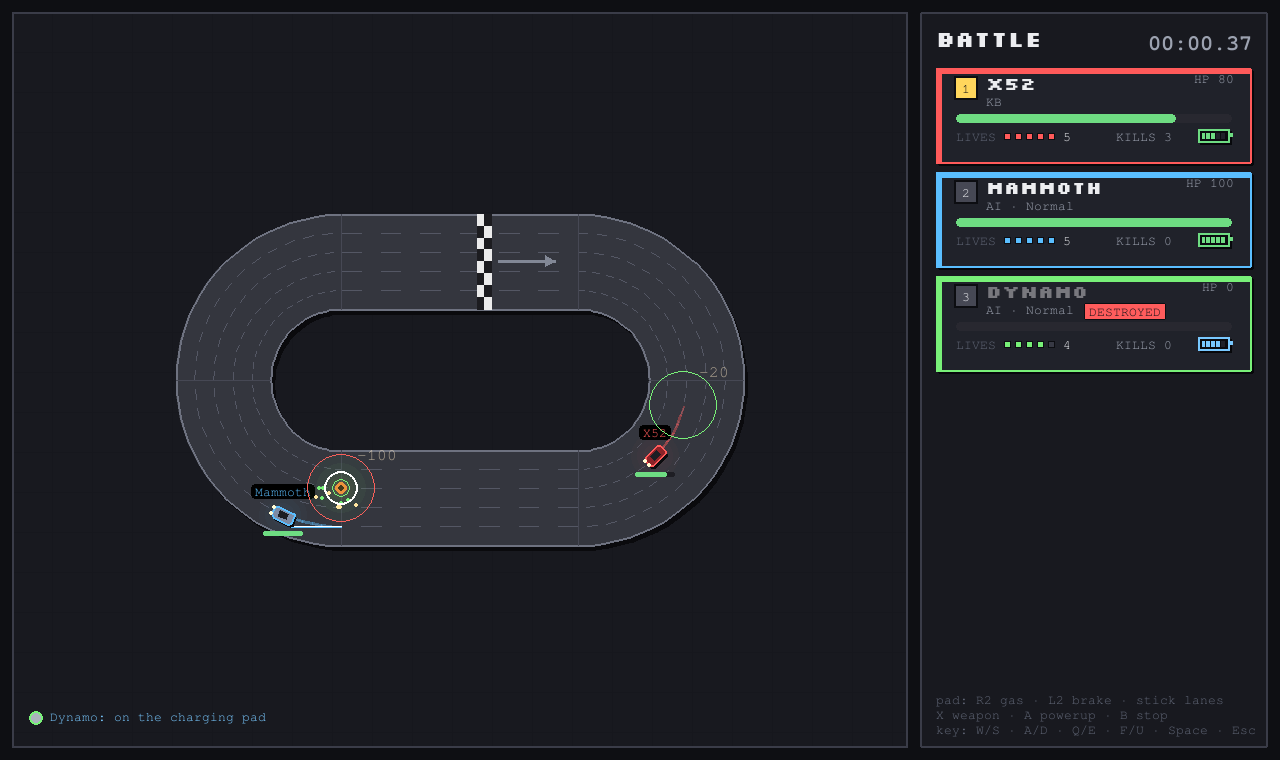 BATTLE
00:00.37
1
X52
HP 80
KB
LIVES 5
KILLS 3
2
MAMMOTH
HP 100
AI · Normal
LIVES 5
KILLS 0
3
DYNAMO
HP 0
AI · Normal
DESTROYED
LIVES 4
KILLS 0
-20
X52
-100
Mammoth
Dynamo: on the charging pad
pad: R2 gas · L2 brake · stick lanes
X weapon · A powerup · B stop
key: W/S · A/D · Q/E · F/U · Space · Esc